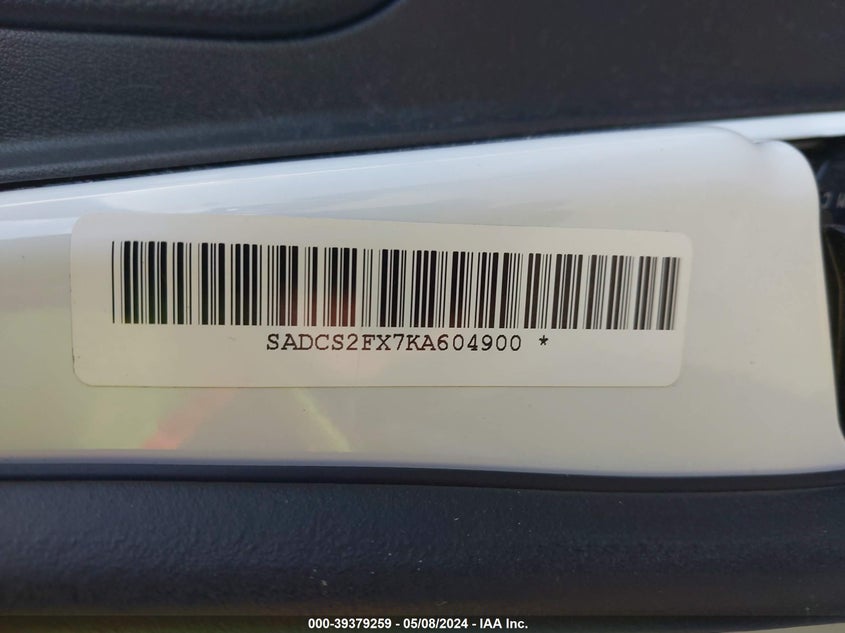 SADCS2FX7KA604900 *
000-39379259 - 05/08/2024 - IAA Inc.